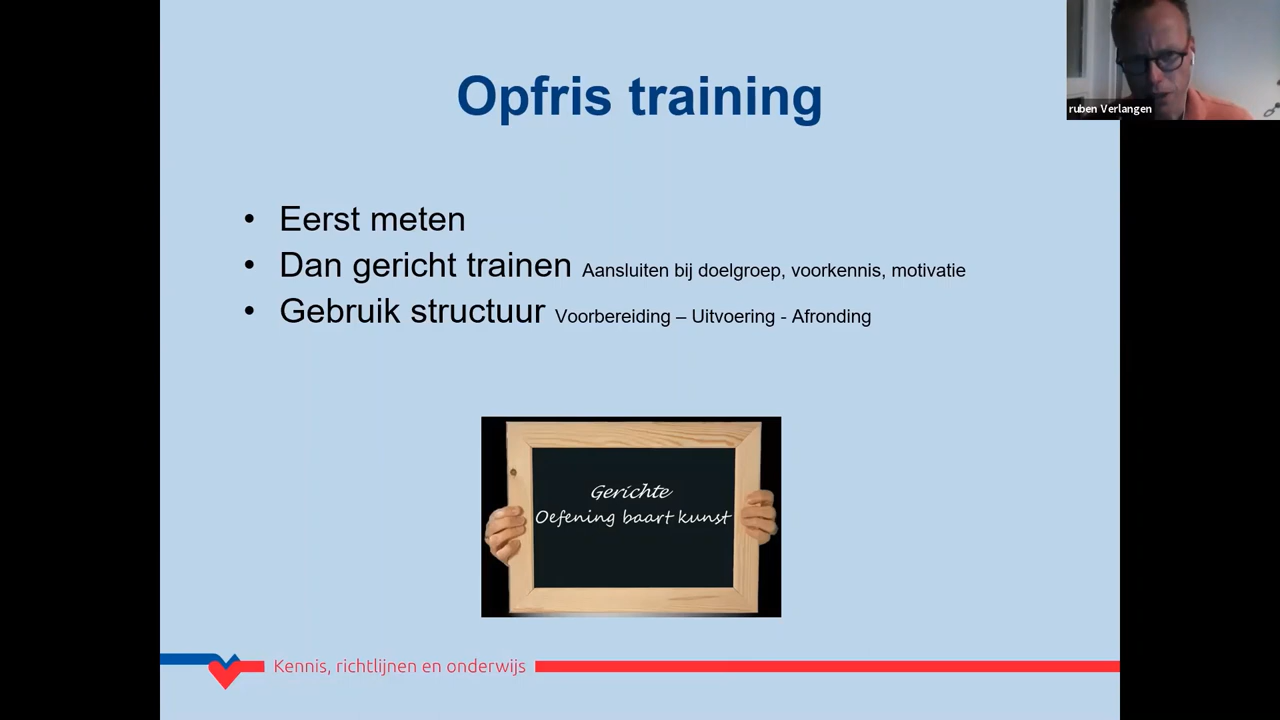 Opfris training
ruben Verlangen
• Eerst meten
• Dan gericht trainen Aansluiten bij doelgroep, voorkennis, motivatie
• Gebruik structuur Voorbereiding – Uitvoering - Afronding
Gerichte
Oefening baart kunst
Kennis, richtlijnen en onderwijs